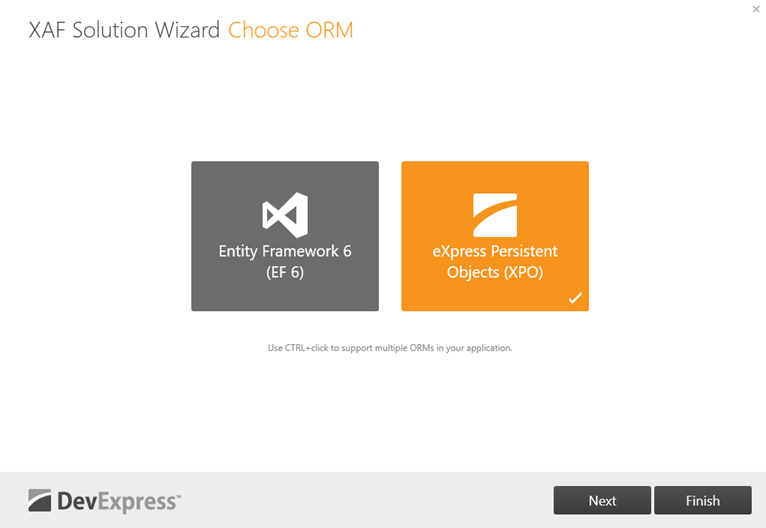 XAF Solution Wizard Choose ORM
Entity Framework 6
(EF 6)
eXpress Persistent
Objects (XPO)
Use CTRL+click to support multiple ORMs in your application.
DevExpress™
Next
Finish